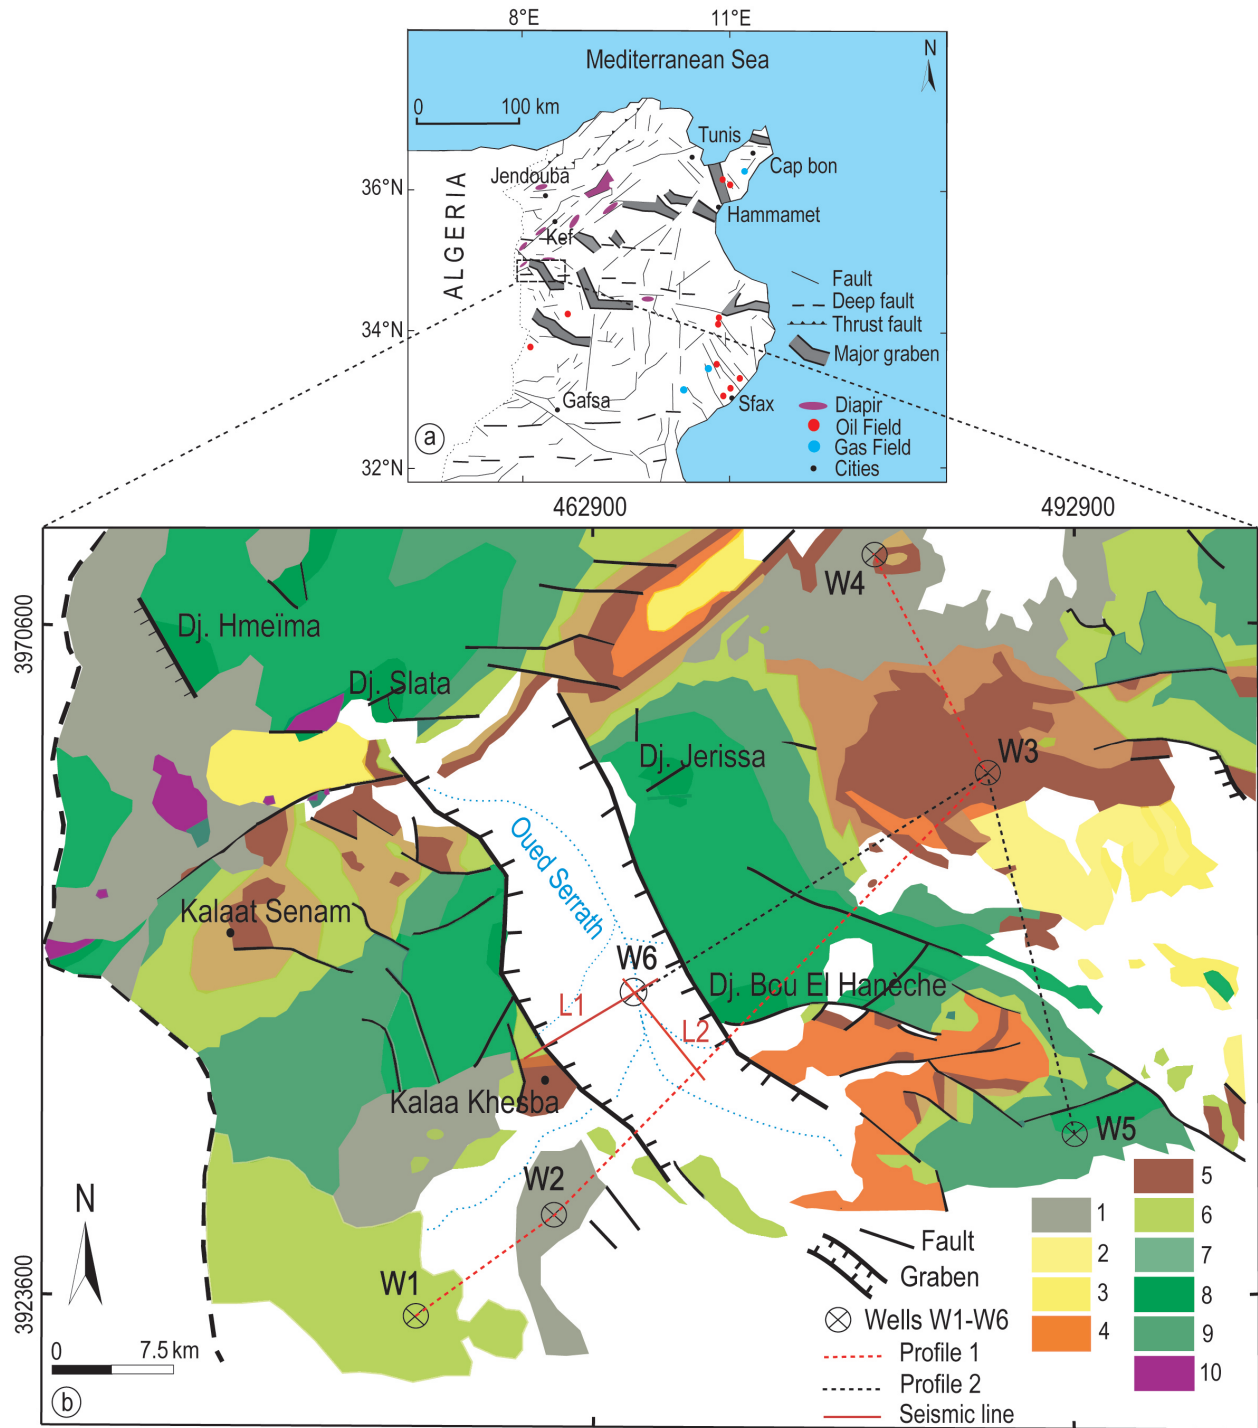 8°E
11°E
Mediterranean Sea
N
0
100 km
Tunis
Cap bon
Jendouba
36°N
ALGERIA
Hammamet
Kef
Fault
Deep fault
Thrust fault
Major graben
34°N
Gafsa
Sfax
Diapir
Oil Field
Gas Field
Cities
a
32°N
462900
492900
3970600
W4
Dj. Hmeïma
Dj. Slata
Dj. Jerissa
W3
Oued Serrath
Kalaat Senam
W6
Dj. Bou El Hanèche
L1
L2
Kalaa Khesba
W5
W2
N
W1
3923600
0
7.5 km
b
Fault
Graben
Wells W1-W6
Profile 1
Profile 2
Seismic line
1
2
3
4
5
6
7
8
9
10